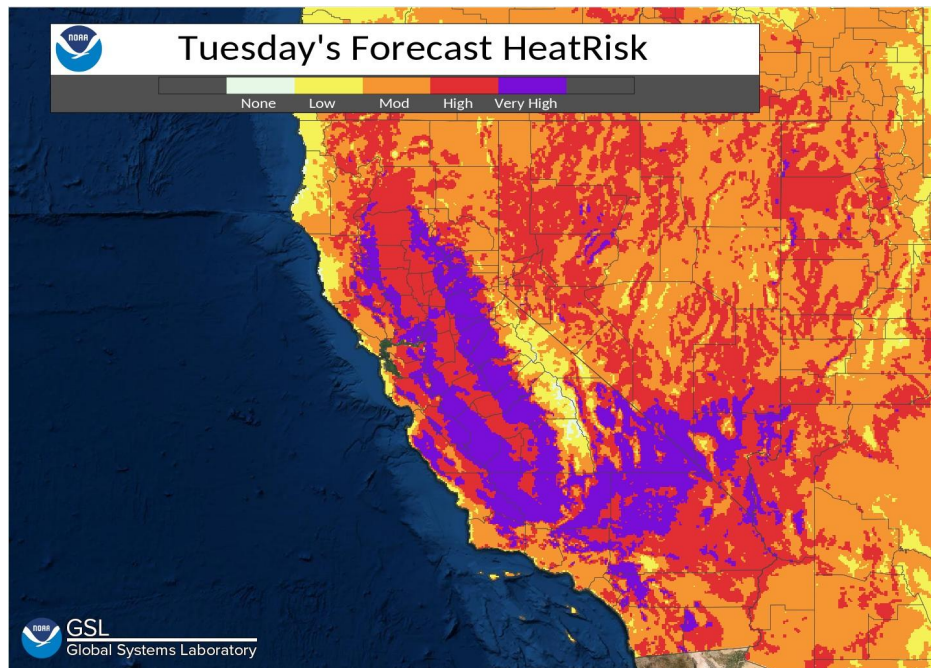 NOAA
Tuesday's Forecast HeatRisk
None Low Mod High Very High
NOAA
GSL
Global Systems Laboratory